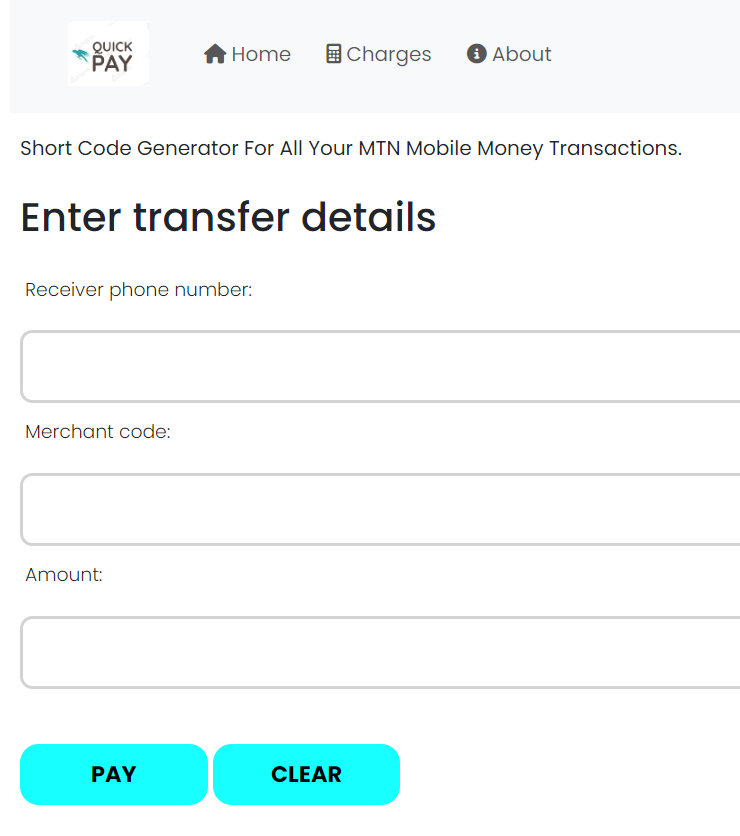 QUICK
PAY
Home
Charges
About
Short Code Generator For All Your MTN Mobile Money Transactions.
Enter transfer details
Receiver phone number:
Merchant code:
Amount:
PAY
CLEAR